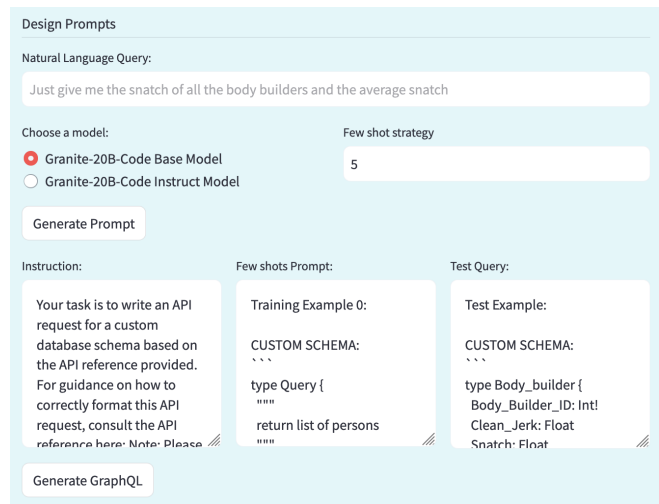 Design Prompts
Natural Language Query:
Just give me the snatch of all the body builders and the average snatch
Choose a model:
Granite-20B-Code Base Model
Granite-20B-Code Instruct Model
Few shot strategy
5
Generate Prompt
Instruction:
Your task is to write an API
request for a custom
database schema based on
the API reference provided.
For guidance on how to
correctly format this API
request, consult the API
reference here: Note: Please
Few shots Prompt:
Training Example 0:
CUSTOM SCHEMA:
```
type Query {
"""
return list of persons
"""
Test Query:
Test Example:
CUSTOM SCHEMA:
```
type Body_builder {
Body_Builder_ID: Int!
Clean_Jerk: Float
Snatch: Float
Generate GraphQL